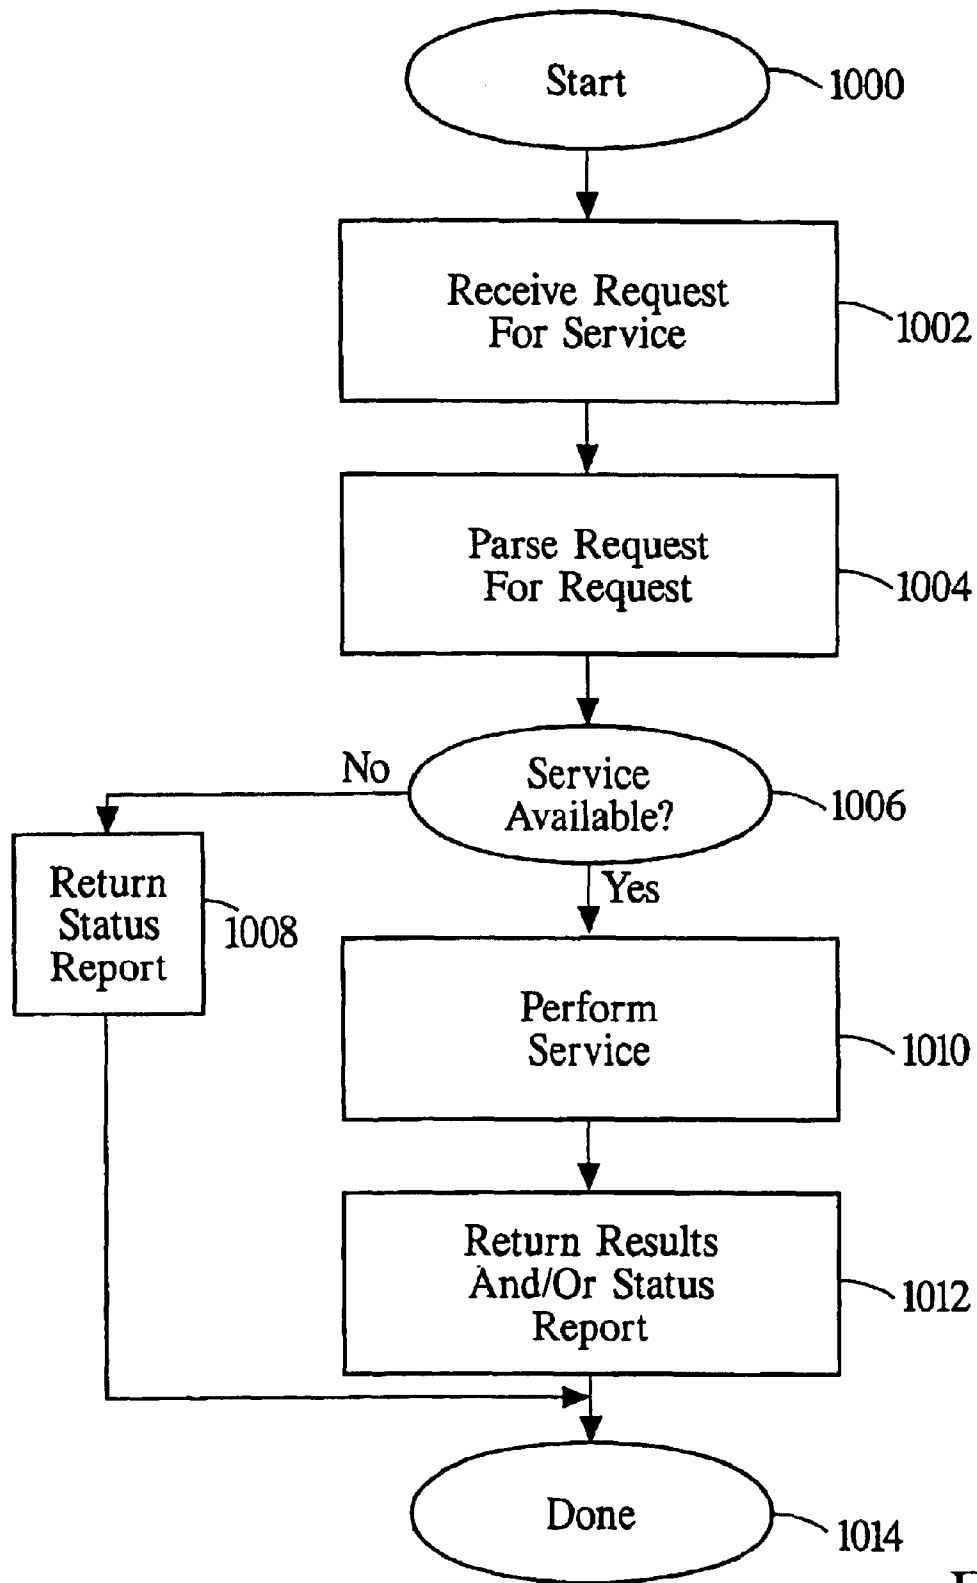 Start
1000
Receive Request
For Service
1002
Parse Request
For Request
1004
No
Service
Available?
1006
Yes
Return
Status
Report
1008
Perform
Service
1010
Return Results
And/Or Status
Report
1012
Done
1014